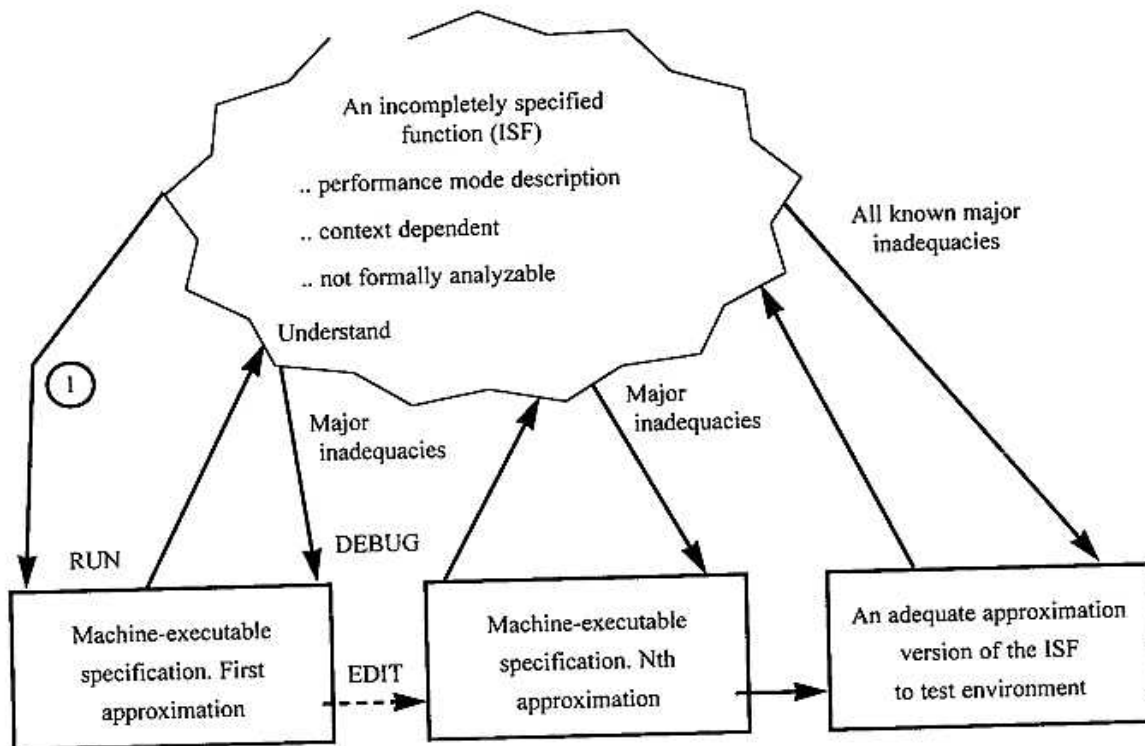 An incompletely specified
function (ISF)
.. performance mode description
.. context dependent
.. not formally analyzable
Understand
All known major
inadequacies
1
Major
inadequacies
Major
inadequacies
RUN
DEBUG
Machine-executable
specification. First
approximation
EDIT
Machine-executable
specification. Nth
approximation
An adequate approximation
version of the ISF
to test environment